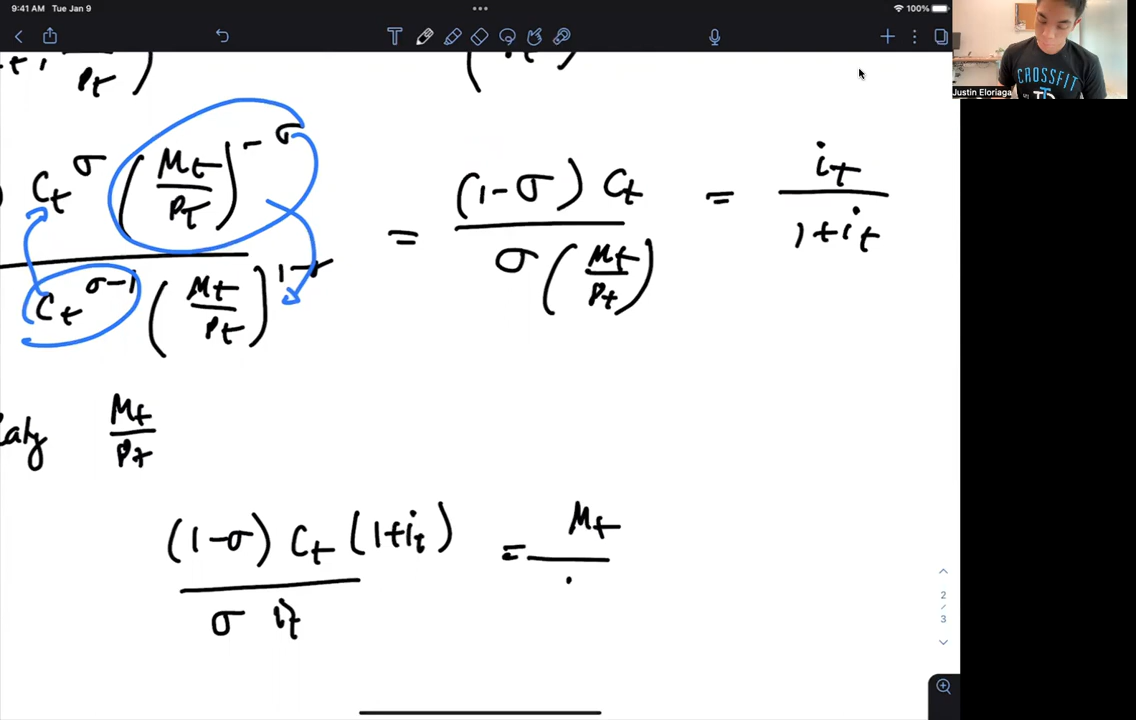 9:41 AM Tue Jan 9
100%
T
CROSSFIT
Justin Eloriaga
Pt
Ct^σ (Mt/Pt)^-σ
Ct^σ-1 (Mt/Pt)
= (1-σ) Ct / σ (Mt/Pt) = it / 1+it
Mt/Pt
(1-σ) Ct (1+it) / σ it = Mt
2
/
3